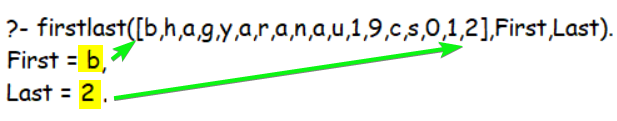 ?- firstlast([b,h,a,g,y,a,r,a,n,a,u,1,9,c,s,0,1,2],First,Last).
First = b,
Last = 2 .